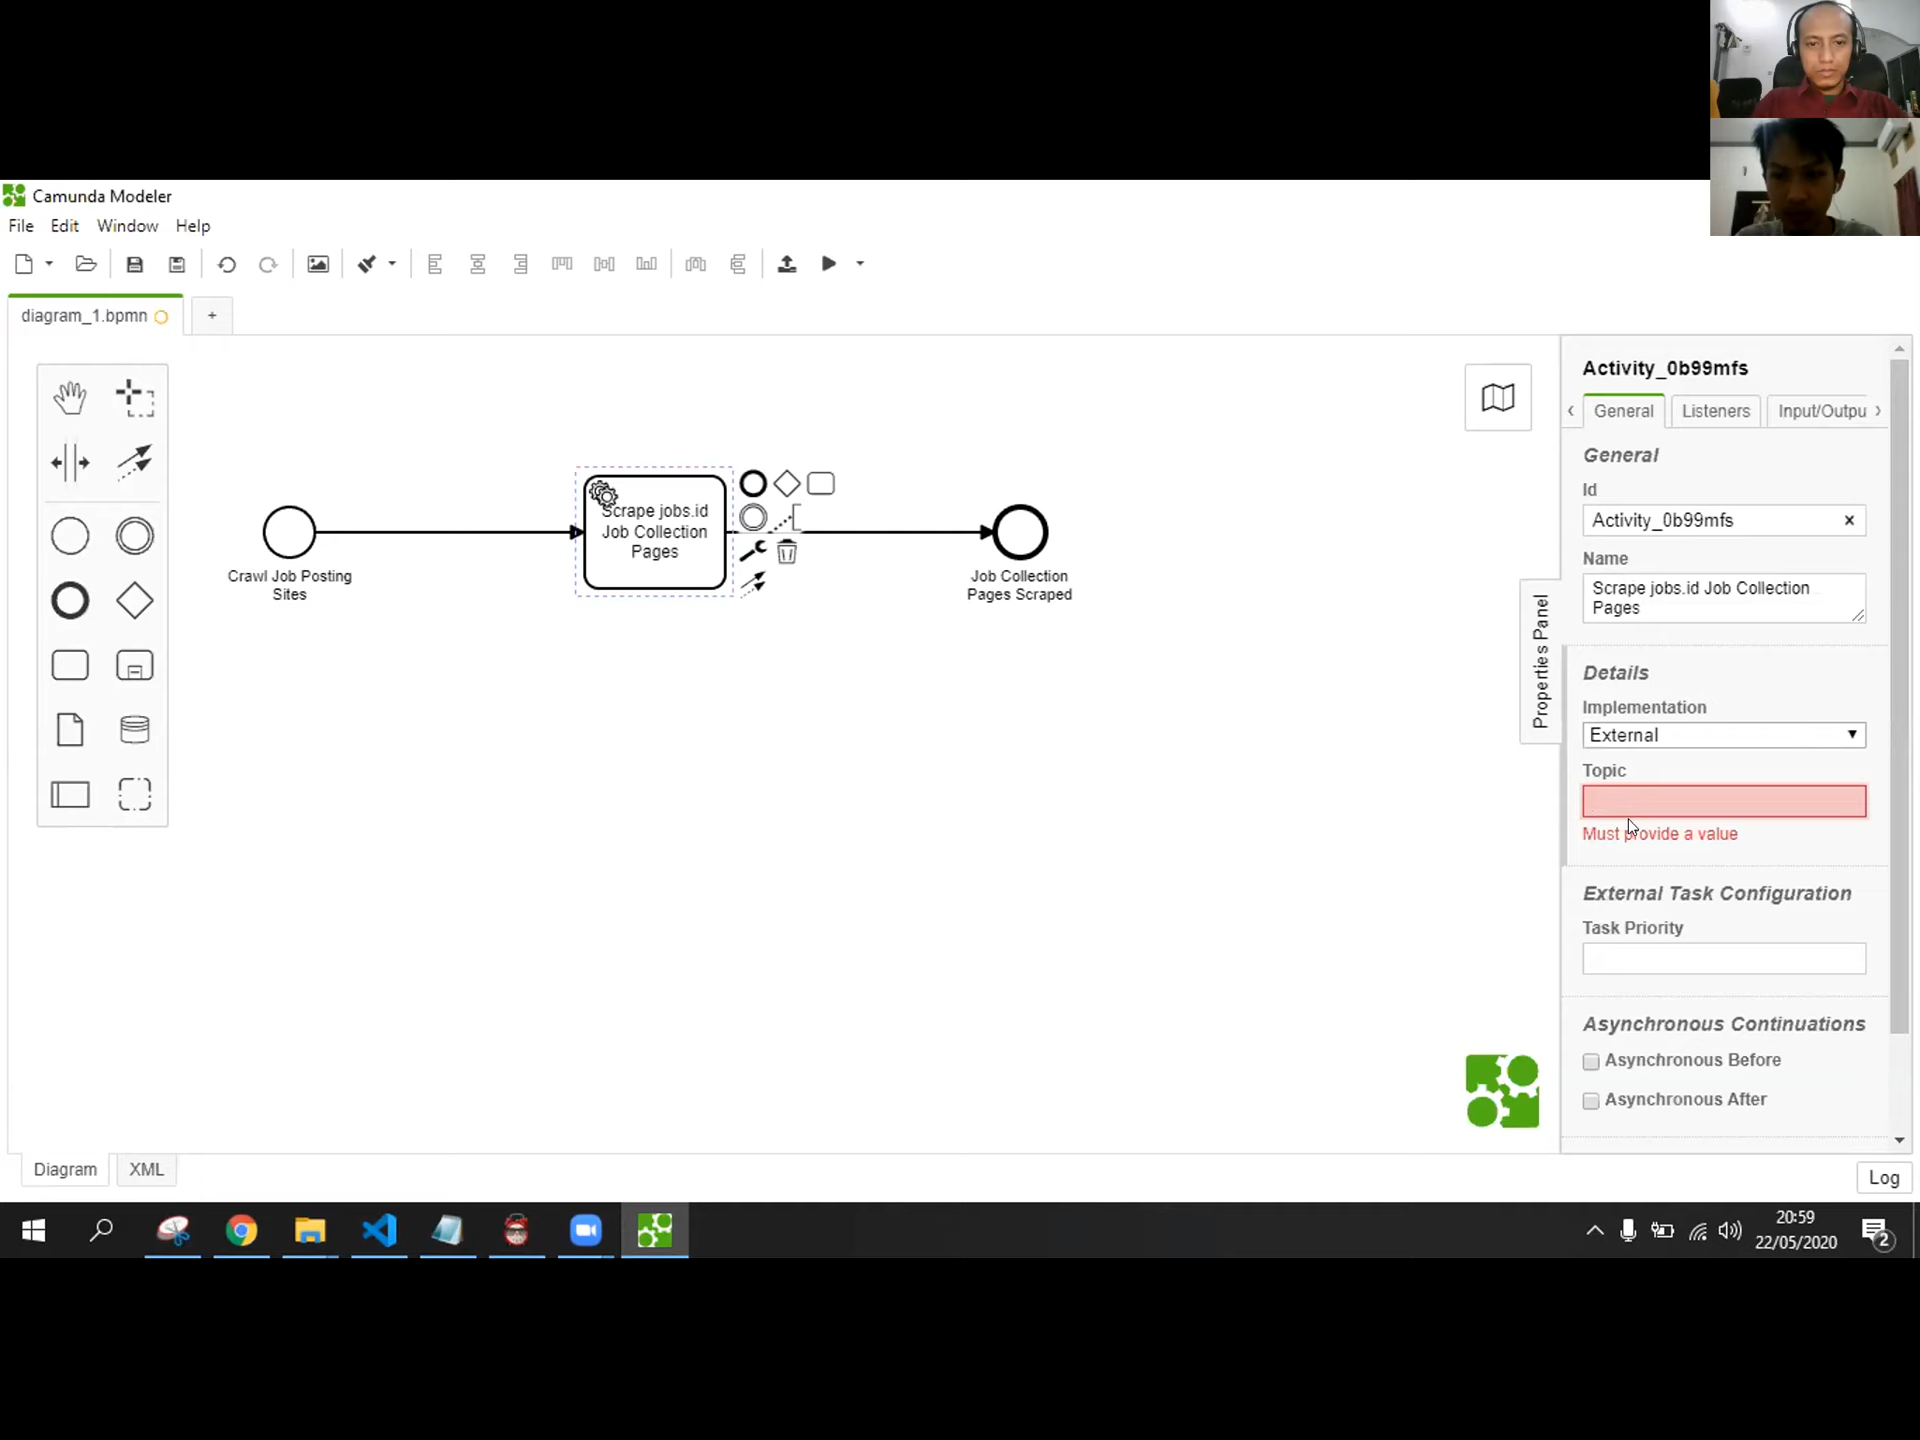 Camunda Modeler
File Edit Window Help
diagram_1.bpmn
+
Crawl Job Posting
Sites
Scrape jobs.id
Job Collection
Pages
Job Collection
Pages Scraped
Properties Panel
Activity_0b99mfs
General Listeners Input/Outpu
General
Id
Activity_0b99mfs
Name
Scrape jobs.id Job Collection
Pages
Details
Implementation
External
Topic
Must provide a value
External Task Configuration
Task Priority
Asynchronous Continuations
Asynchronous Before
Asynchronous After
Diagram XML
Log
20:59
22/05/2020
2